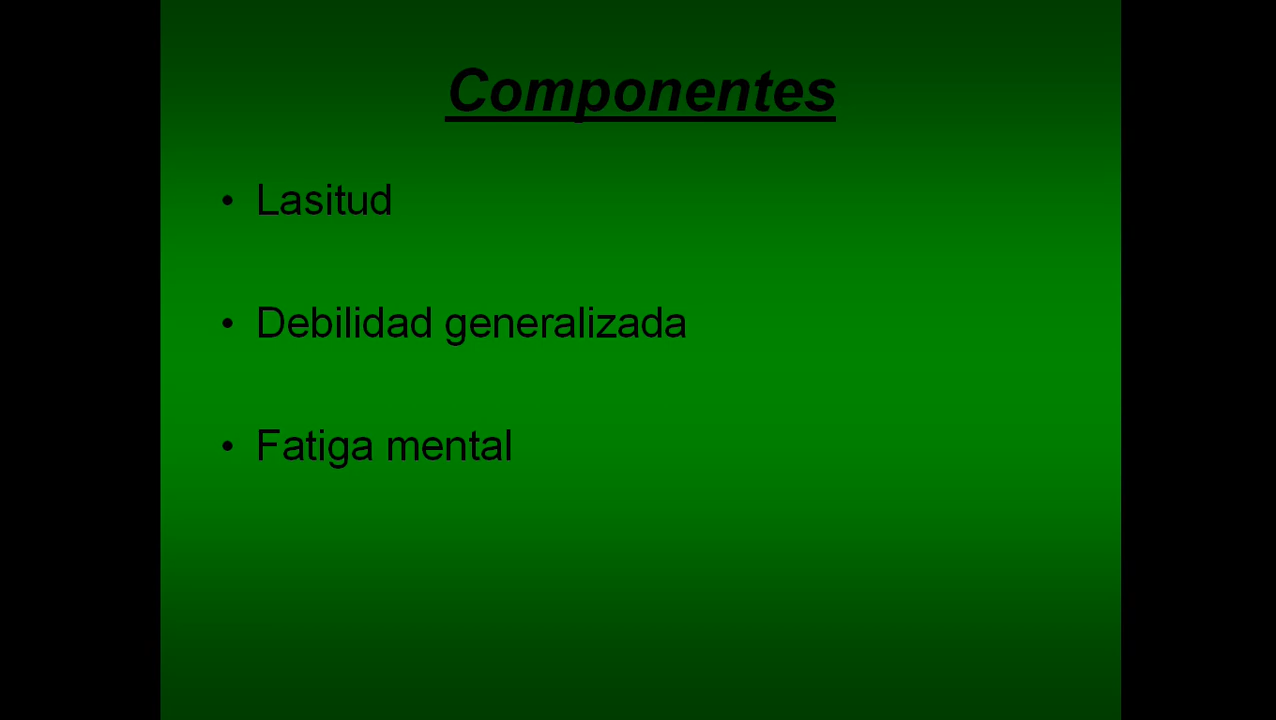 Componentes
• Lasitud
• Debilidad generalizada
• Fatiga mental